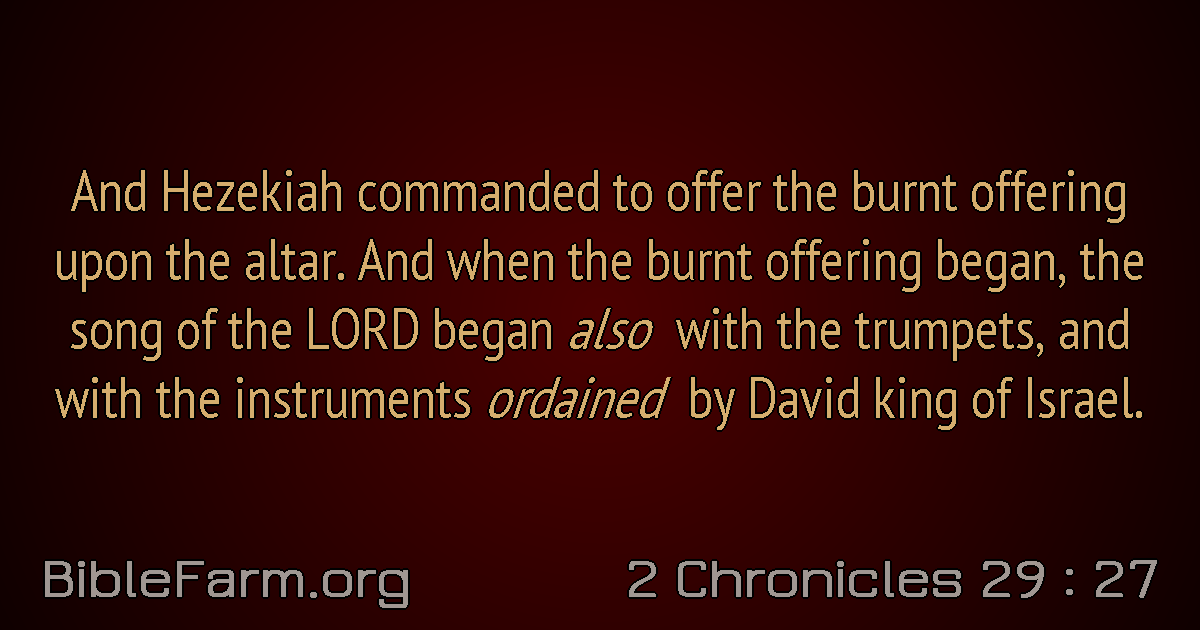 And Hezekiah commanded to offer the burnt offering
upon the altar. And when the burnt offering began, the
song of the LORD began also with the trumpets, and
with the instruments ordained by David king of Israel.
BibleFarm.org
2 Chronicles 29 : 27